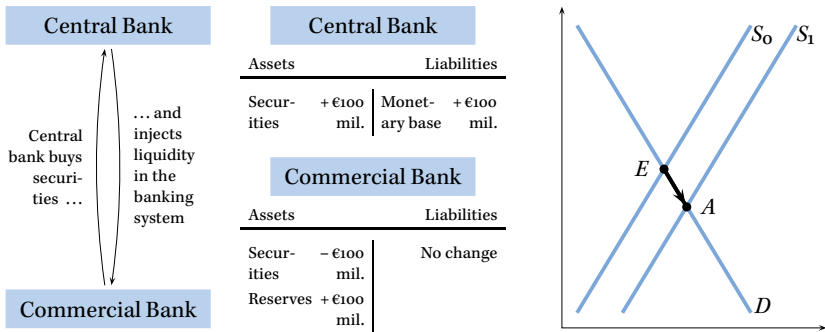 Central Bank
Central
bank buys
securi-
ties …
… and
injects
liquidity
in the
banking
system
Commercial Bank
Central Bank
Assets Liabilities
Secur- + €100 Monet- + €100
ities mil. ary base mil.
Commercial Bank
Assets Liabilities
Secur- − €100 No change
ities mil.
Reserves + €100
mil.
S0 S1
E
A
D